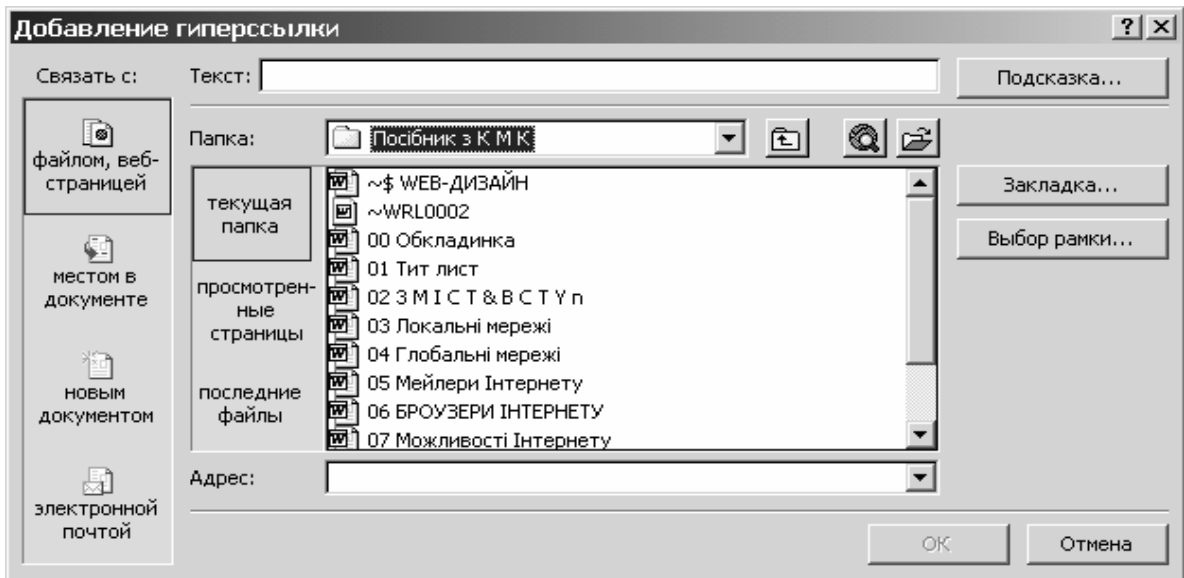 Добавление гиперссылки
Связать с:
Текст:
Подсказка...
файлом, веб-
страницей
местом в
документе
новым
документом
электронной
почтой
Папка:
Посібник з К М К
текущая
папка
просмотрен-
ные
страницы
последние
файлы
~$ WEB-ДИЗАЙН
~WRL0002
00 Обкладинка
01 Тит лист
02 З М І С Т & В С Т У п
03 Локальні мережі
04 Глобальні мережі
05 Мейлери Інтернету
06 БРОУЗЕРИ ІНТЕРНЕТУ
07 Можливості Інтернету
Закладка...
Выбор рамки...
Адрес:
ОК
Отмена